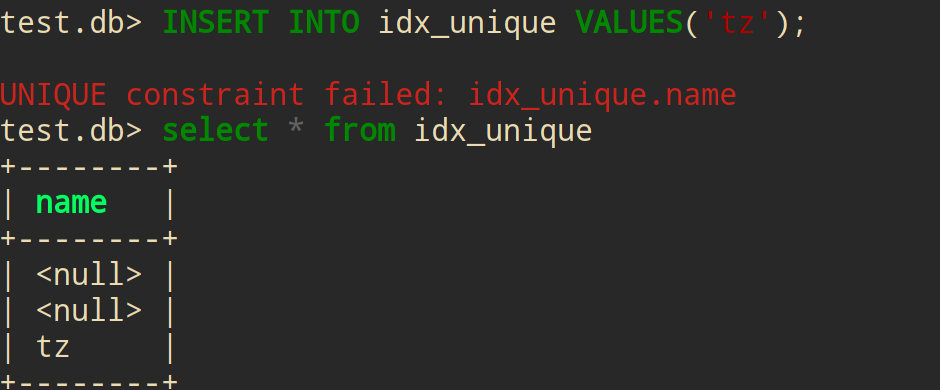 test.db> INSERT INTO idx_unique VALUES('tz');
UNIQUE constraint failed: idx_unique.name
test.db> select * from idx_unique
+--------+
| name   |
+--------+
| <null> |
| <null> |
| tz     |
+--------+